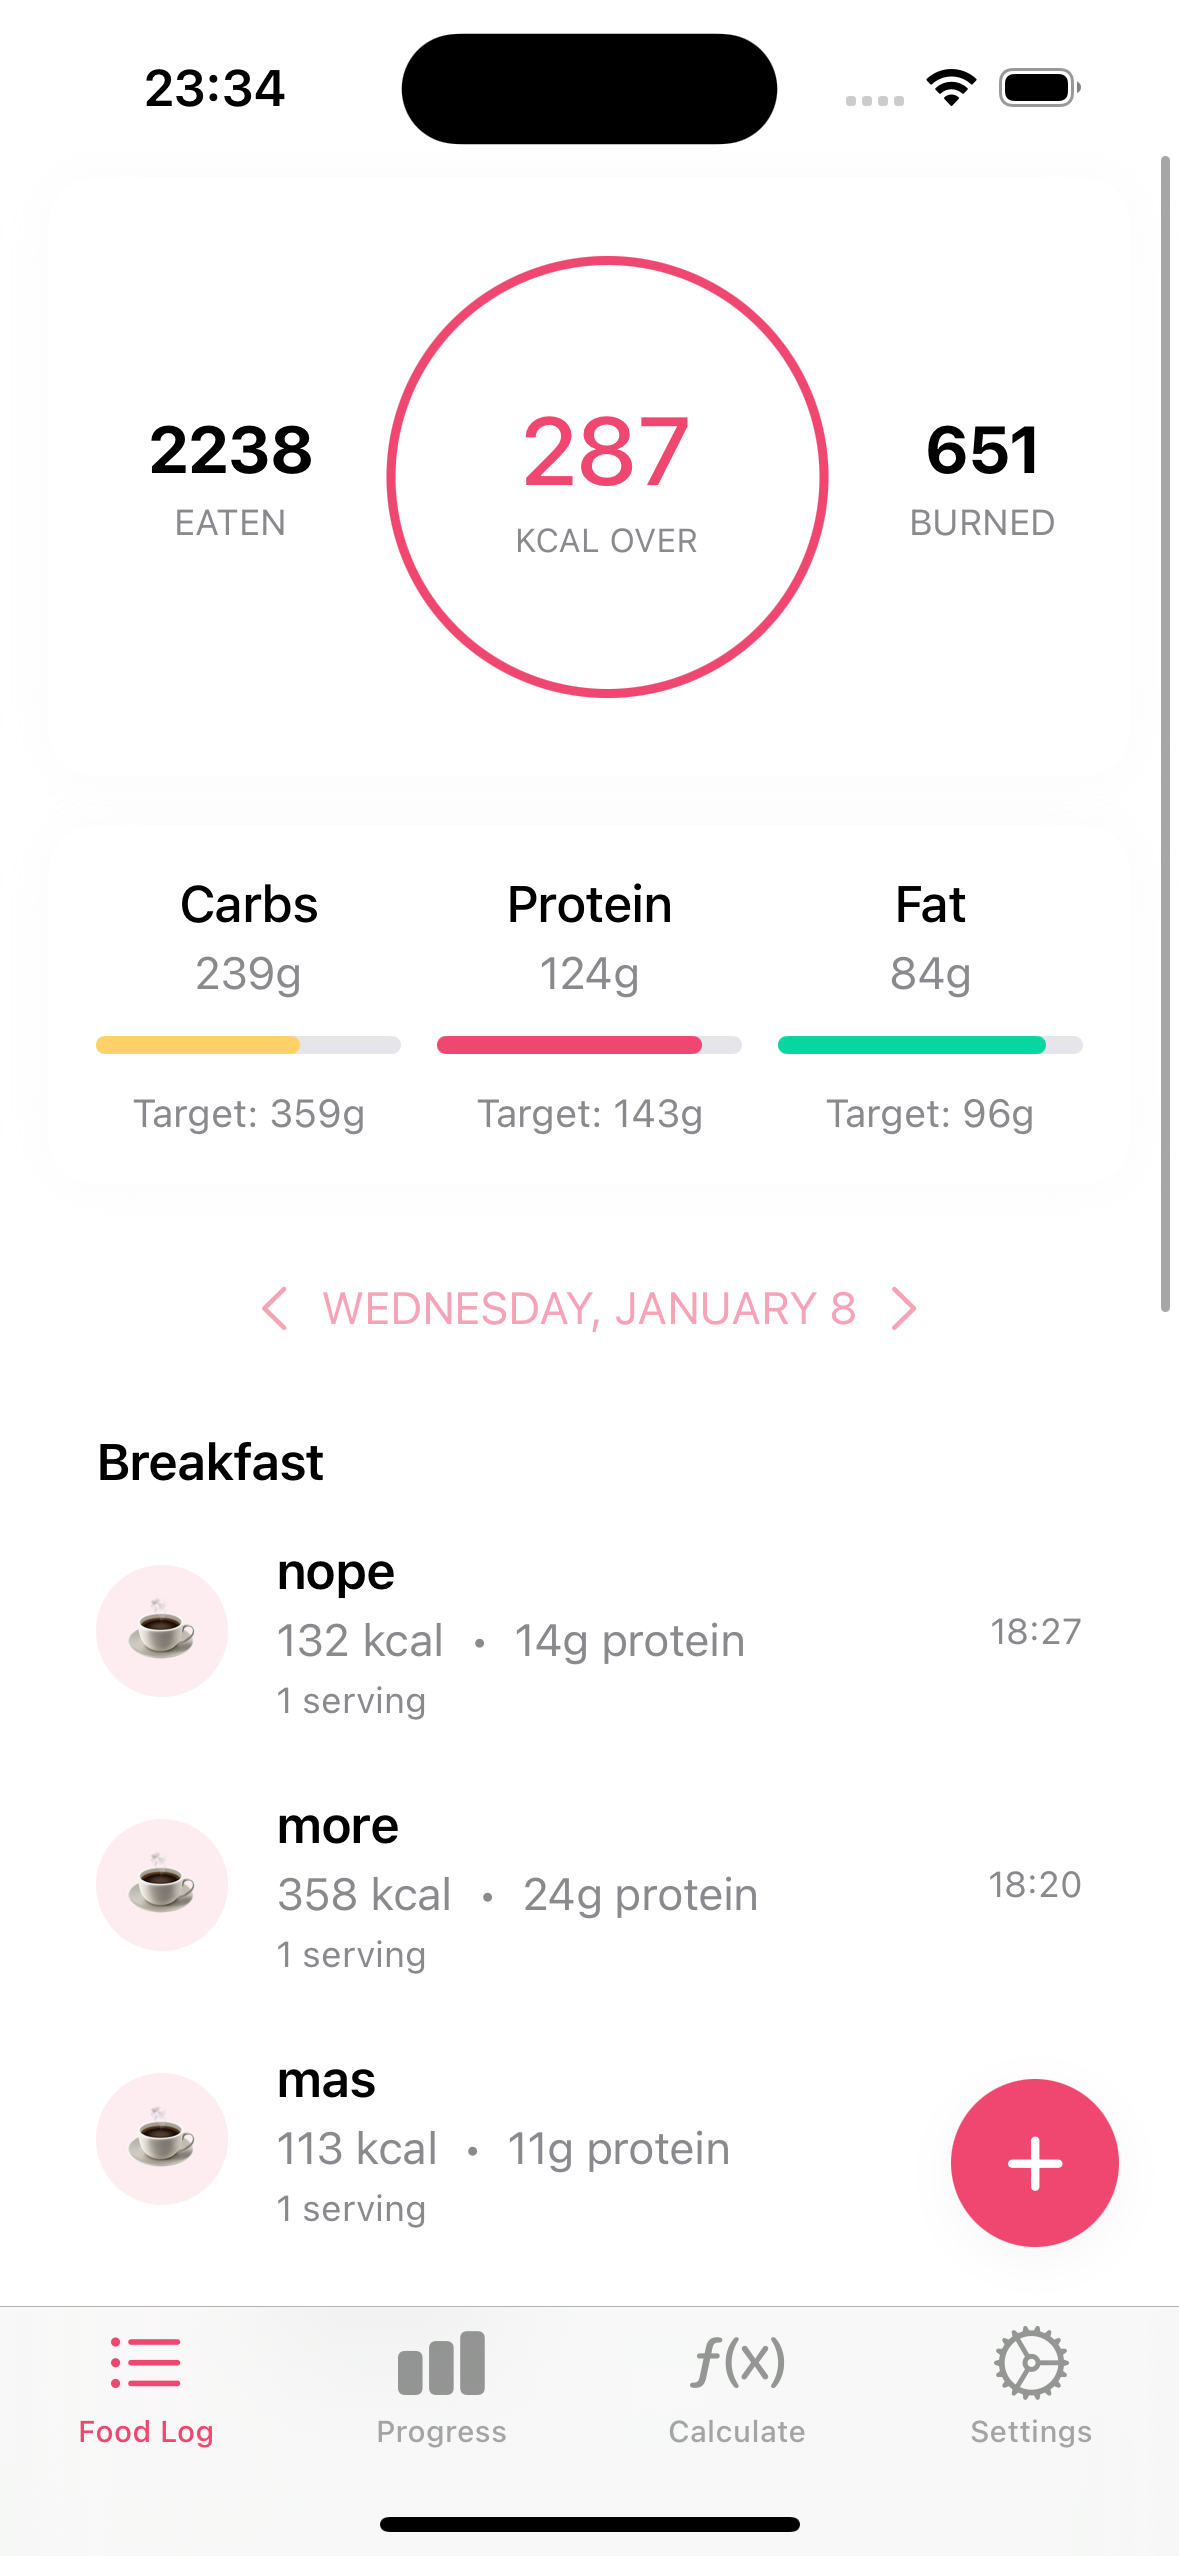 23:34
2238
EATEN
287
KCAL OVER
651
BURNED
Carbs
239g
Target: 359g
Protein
124g
Target: 143g
Fat
84g
Target: 96g
WEDNESDAY, JANUARY 8
Breakfast
nope
132 kcal • 14g protein
1 serving
18:27
more
358 kcal • 24g protein
1 serving
18:20
mas
113 kcal • 11g protein
1 serving
Food Log
Progress
f(x)
Calculate
Settings